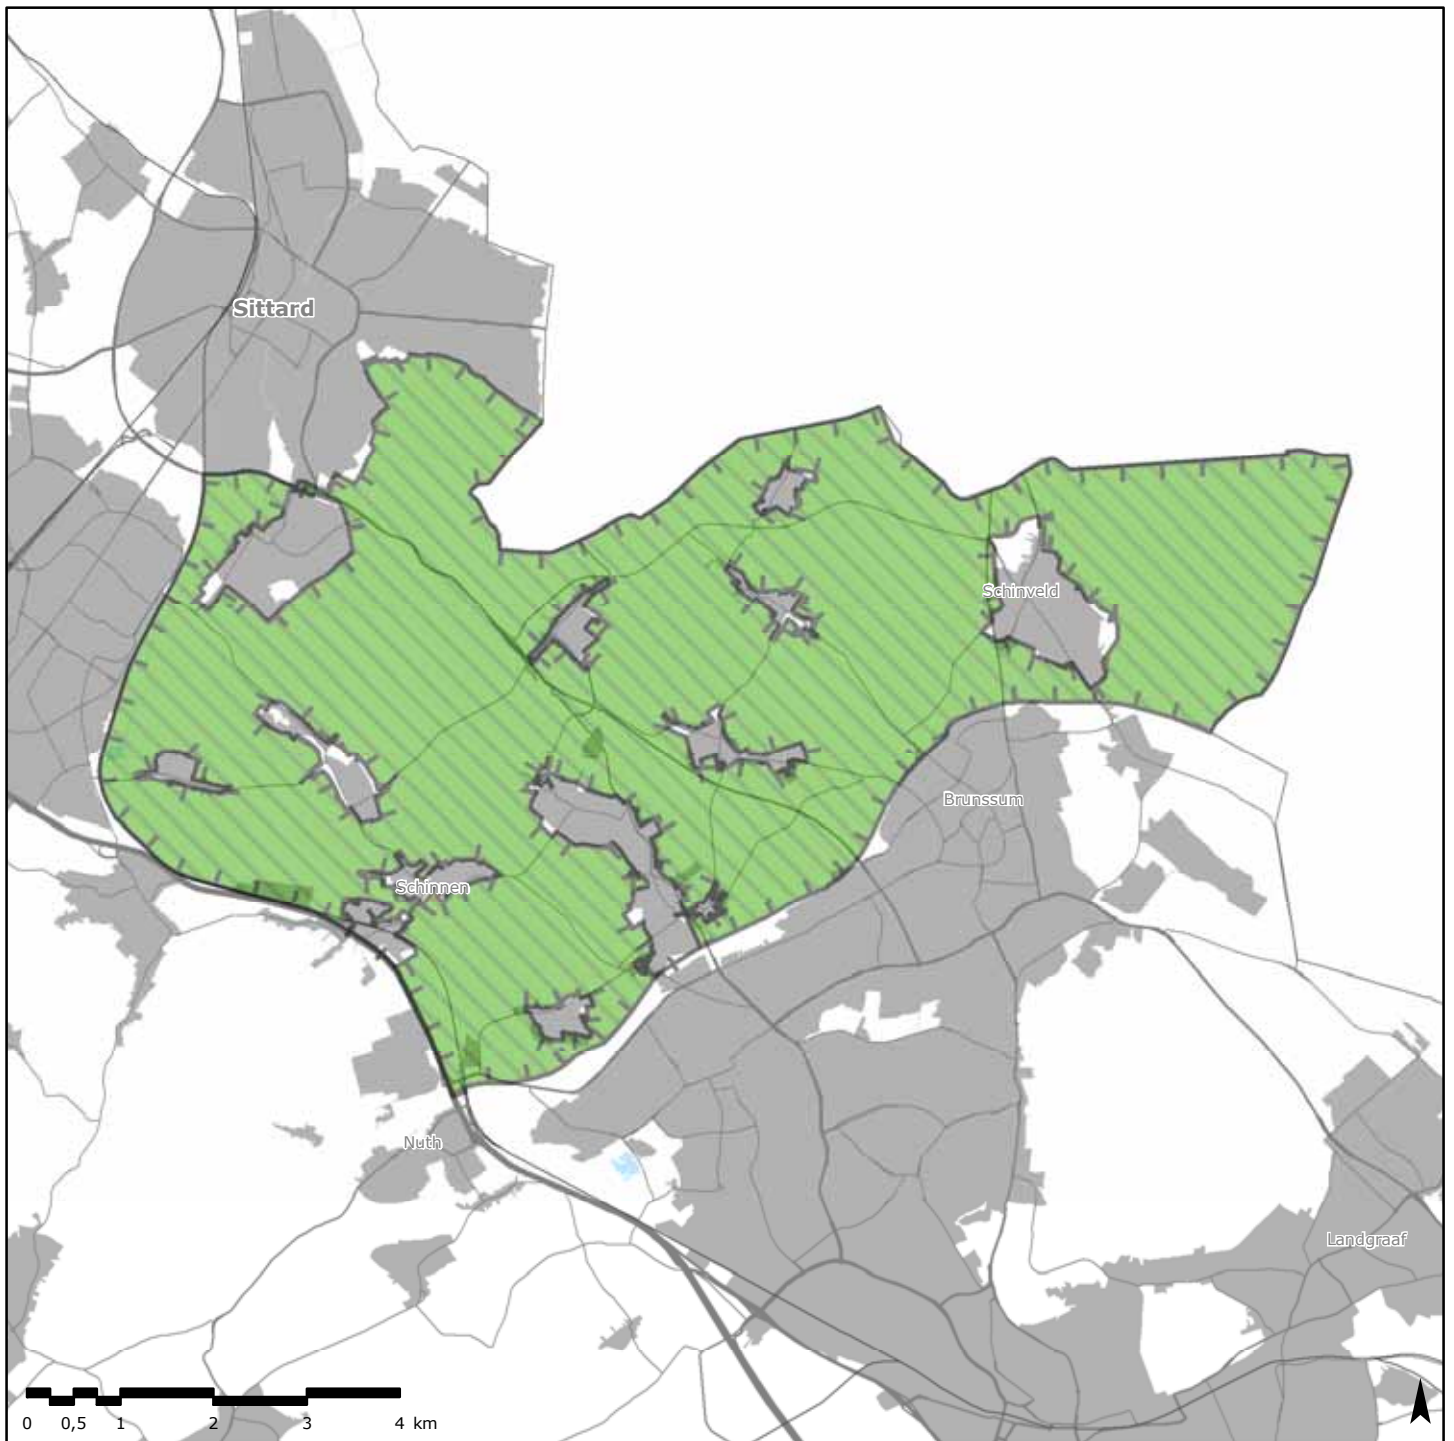 Sittard
Schinveld
Brunssum
Schinnen
Nuth
Landgraaf
0 0,5 1 2 3 4 km